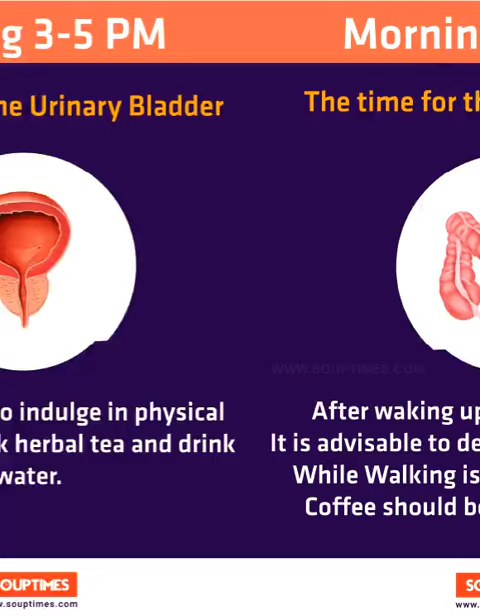 g 3-5 PM
he Urinary Bladder
o indulge in physical
k herbal tea and drink
water.
OUPTIMES
w.souptimes.com
Mornin
The time for th
WWW.SOUPTIMES.COM
After waking up
It is advisable to de
While Walking is
Coffee should be
SO
www